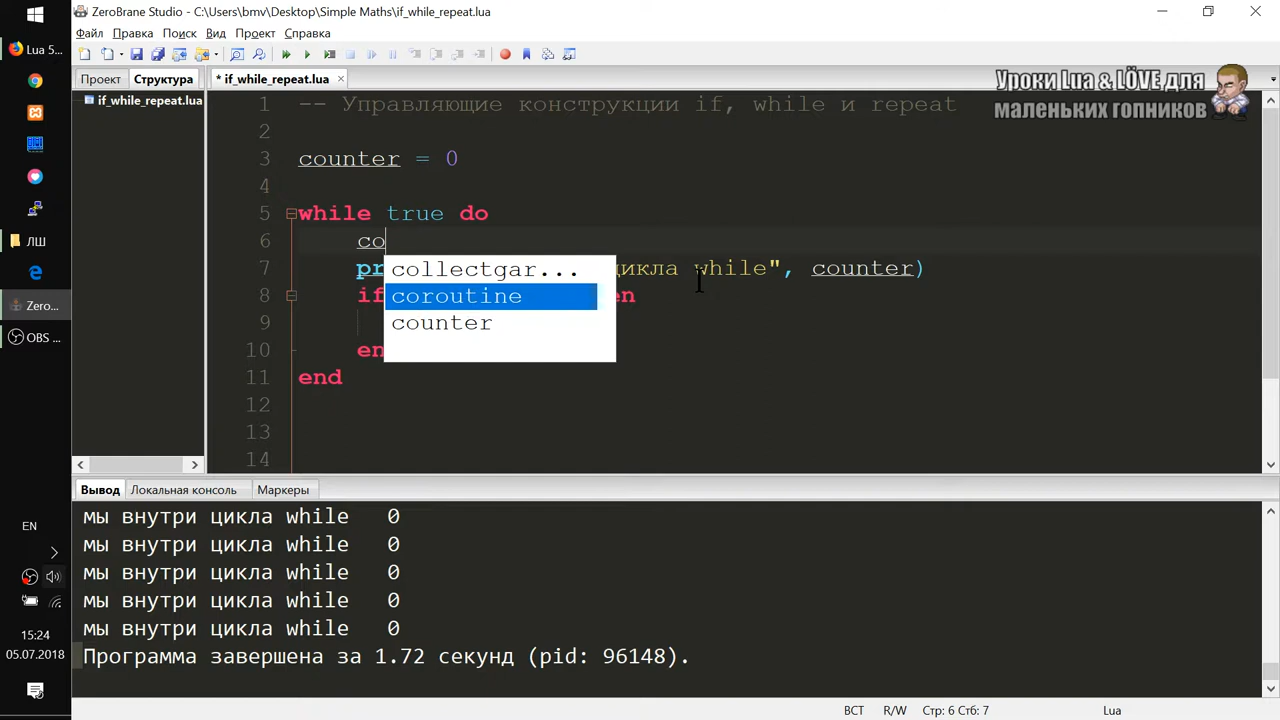 ZeroBrane Studio - C:\Users\bmv\Desktop\Simple Maths\if_while_repeat.lua
Файл Правка Поиск Вид Проект Справка
Lua 5...
Проект Структура
* if_while_repeat.lua
Уроки Lua & LÖVE для
маленьких гопников
if_while_repeat.lua
1 -- Управляющие конструкции if, while и repeat
2
3 counter = 0
4
5 while true do
6 co
7 pr цикла while", counter)
8 if en
9
10 en
11 end
12
13
14
collectgar...
coroutine
counter
ЛШ
Zero...
OBS ...
Вывод Локальная консоль Маркеры
мы внутри цикла while 0
мы внутри цикла while 0
мы внутри цикла while 0
мы внутри цикла while 0
мы внутри цикла while 0
Программа завершена за 1.72 секунд (pid: 96148).
EN
15:24
05.07.2018
ВСТ R/W Стр: 6 Стб: 7 Lua